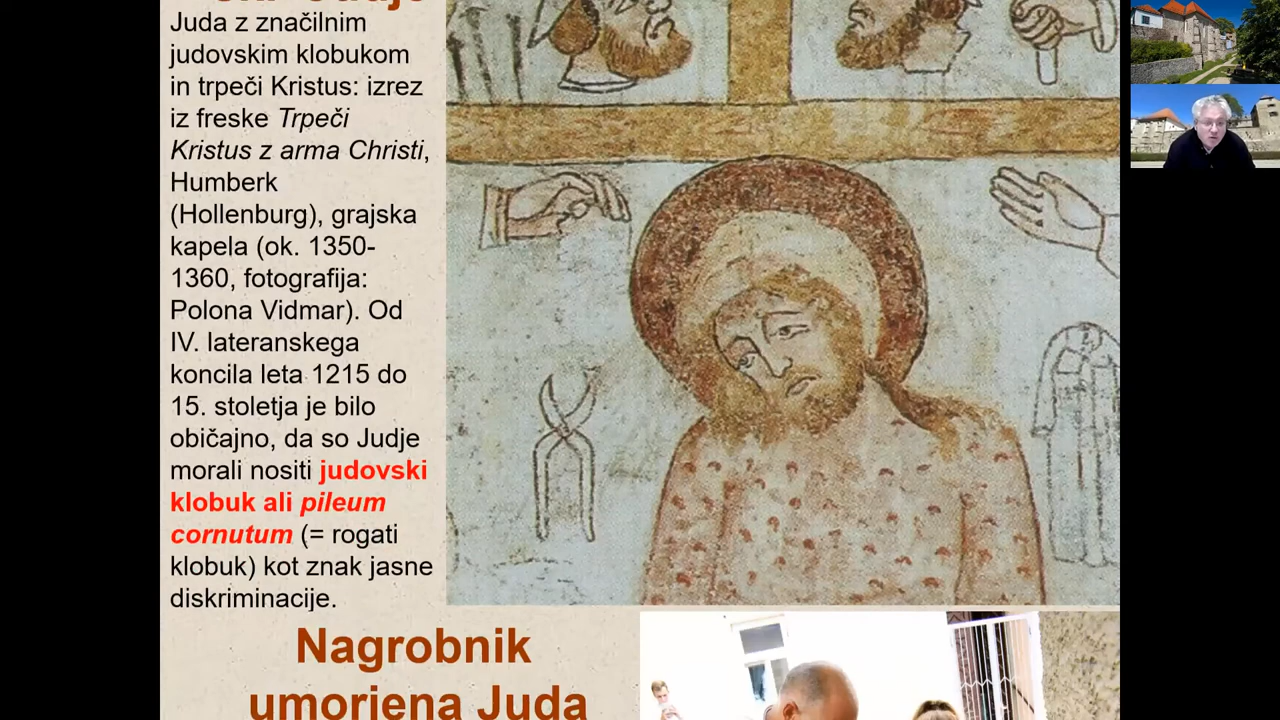 Juda z značilnim
judovskim klobukom
in trpeči Kristus: izrez
iz freske Trpeči
Kristus z arma Christi,
Humberk
(Hollenburg), grajska
kapela (ok. 1350-
1360, fotografija:
Polona Vidmar). Od
IV. lateranskega
koncila leta 1215 do
15. stoletja je bilo
običajno, da so Judje
morali nositi judovski
klobuk ali pileum
cornutum (= rogati
klobuk) kot znak jasne
diskriminacije.
Nagrobnik
umorjena Juda